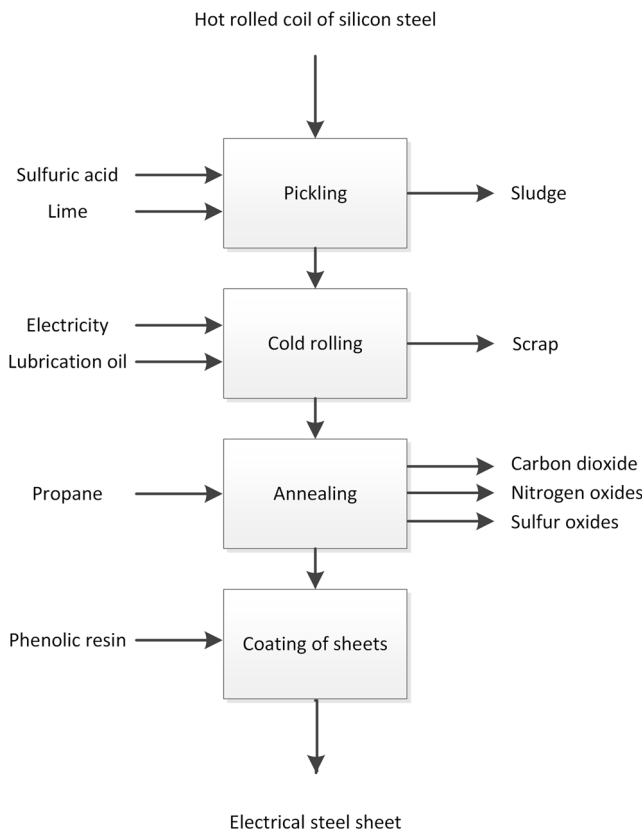 Hot rolled coil of silicon steel
Sulfuric acid
Lime
Pickling
Sludge
Electricity
Lubrication oil
Cold rolling
Scrap
Propane
Annealing
Carbon dioxide
Nitrogen oxides
Sulfur oxides
Phenolic resin
Coating of sheets
Electrical steel sheet